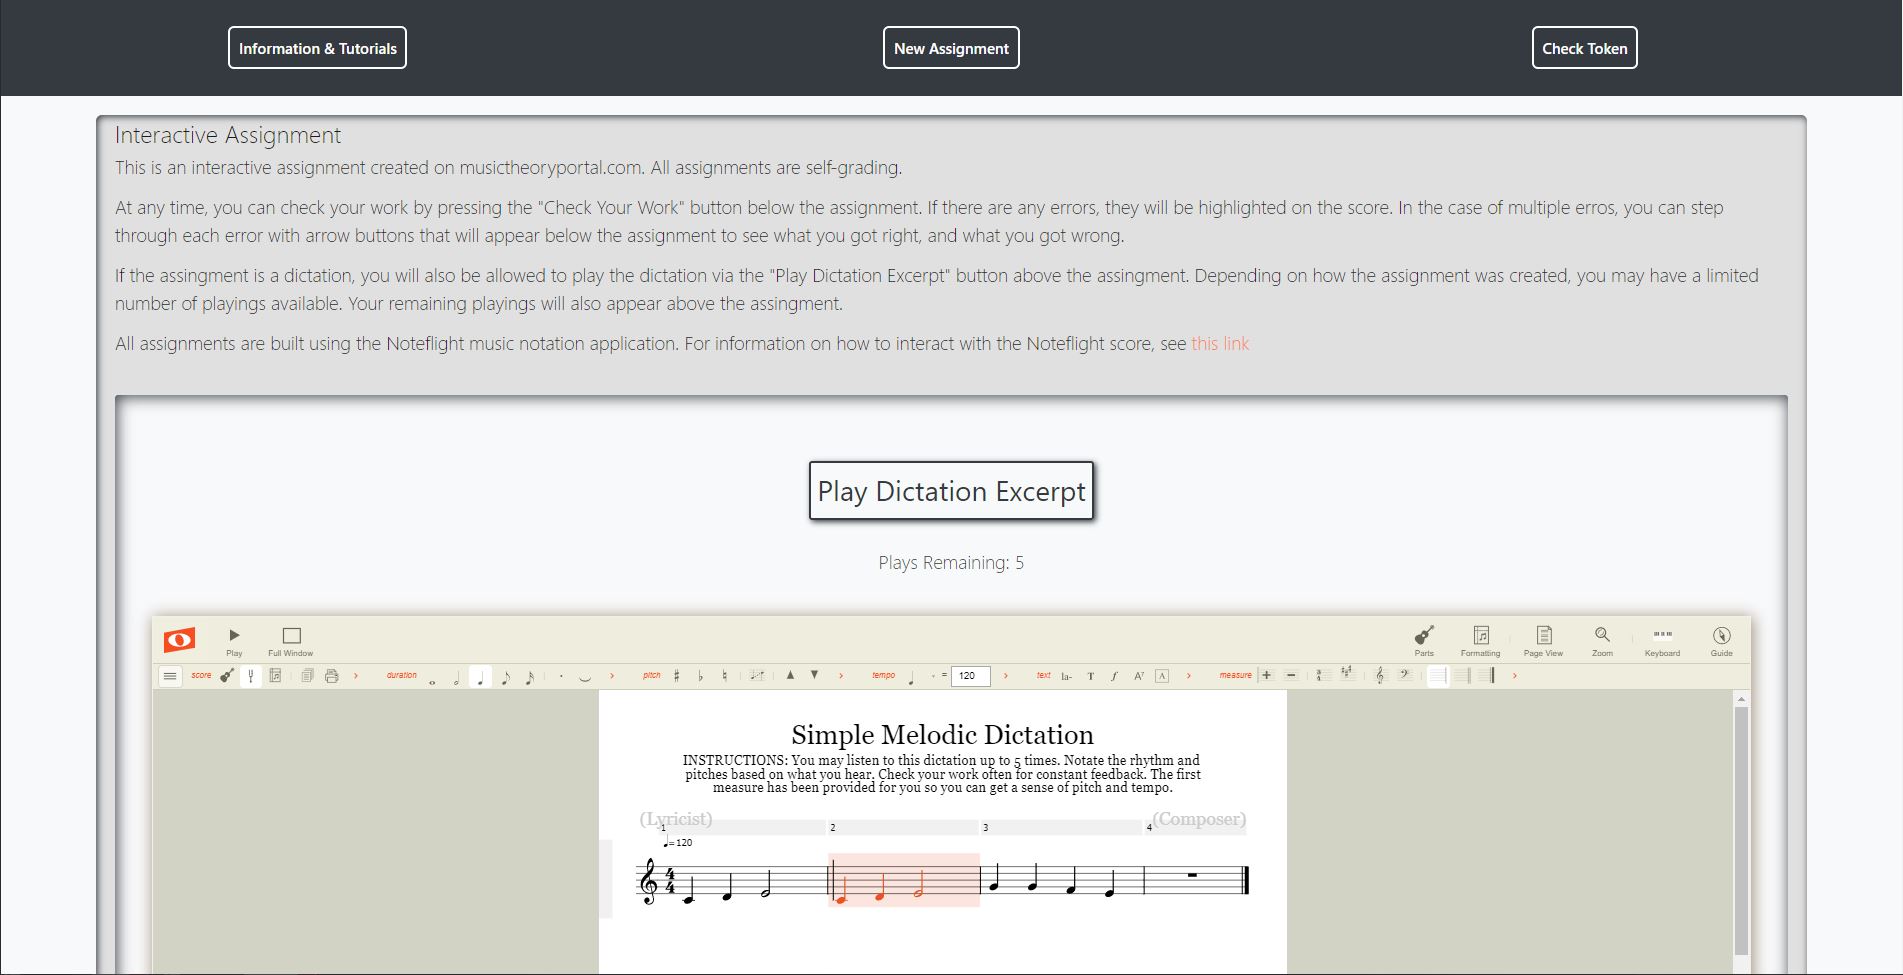 Information & Tutorials
New Assignment
Check Token
Interactive Assignment
This is an interactive assignment created on musictheoryportal.com. All assignments are self-grading.
At any time, you can check your work by pressing the "Check Your Work" button below the assignment. If there are any errors, they will be highlighted on the score. In the case of multiple erros, you can step
through each error with arrow buttons that will appear below the assignment to see what you got right, and what you got wrong.
If the assingment is a dictation, you will also be allowed to play the dictation via the "Play Dictation Excerpt" button above the assingment. Depending on how the assignment was created, you may have a limited
number of playings available. Your remaining playings will also appear above the assingment.
All assignments are built using the Noteflight music notation application. For information on how to interact with the Noteflight score, see this link
Play Dictation Excerpt
Plays Remaining: 5
Play
Full Window
Parts
Formatting
Page View
Zoom
Keyboard
Guide
score
duration
pitch
tempo
= 120
text
la-
T
f
A7
A
measure
Simple Melodic Dictation
INSTRUCTIONS: You may listen to this dictation up to 5 times. Notate the rhythm and
pitches based on what you hear. Check your work often for constant feedback. The first
measure has been provided for you so you can get a sense of pitch and tempo.
(Lyricist)
(Composer)
1
2
3
4
=120
4
4